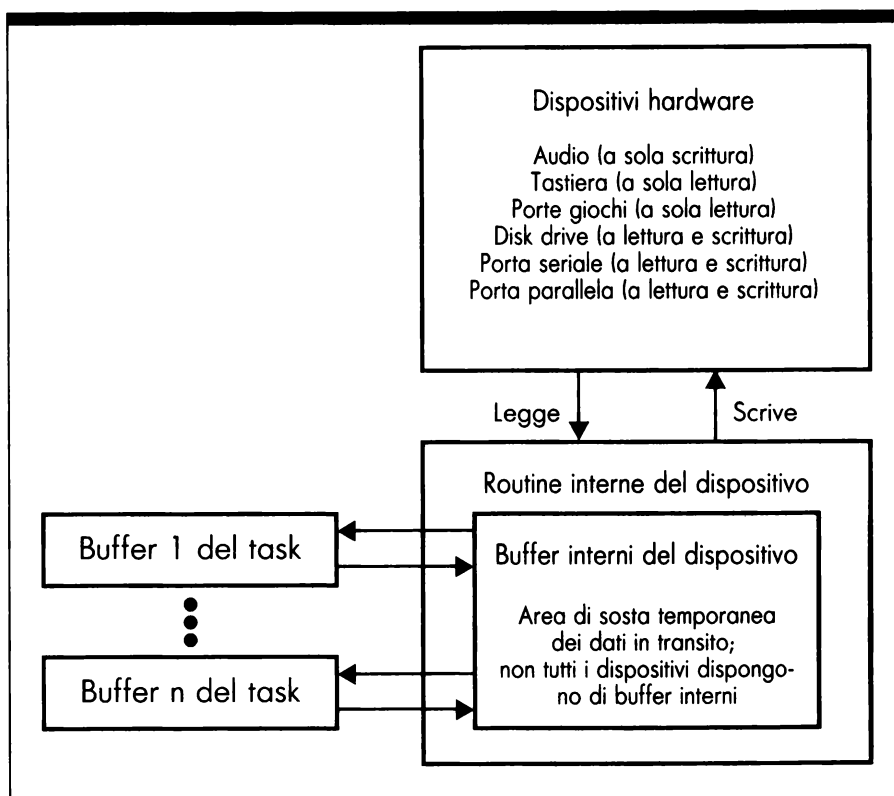 Dispositivi hardware
Audio (a sola scrittura)
Tastiera (a sola lettura)
Porte giochi (a sola lettura)
Disk drive (a lettura e scrittura)
Porta seriale (a lettura e scrittura)
Porta parallela (a lettura e scrittura)
Legge
Scrive
Routine interne del dispositivo
Buffer 1 del task
Buffer n del task
Buffer interni del dispositivo
Area di sosta temporanea
dei dati in transito;
non tutti i dispositivi dispongo-
no di buffer interni